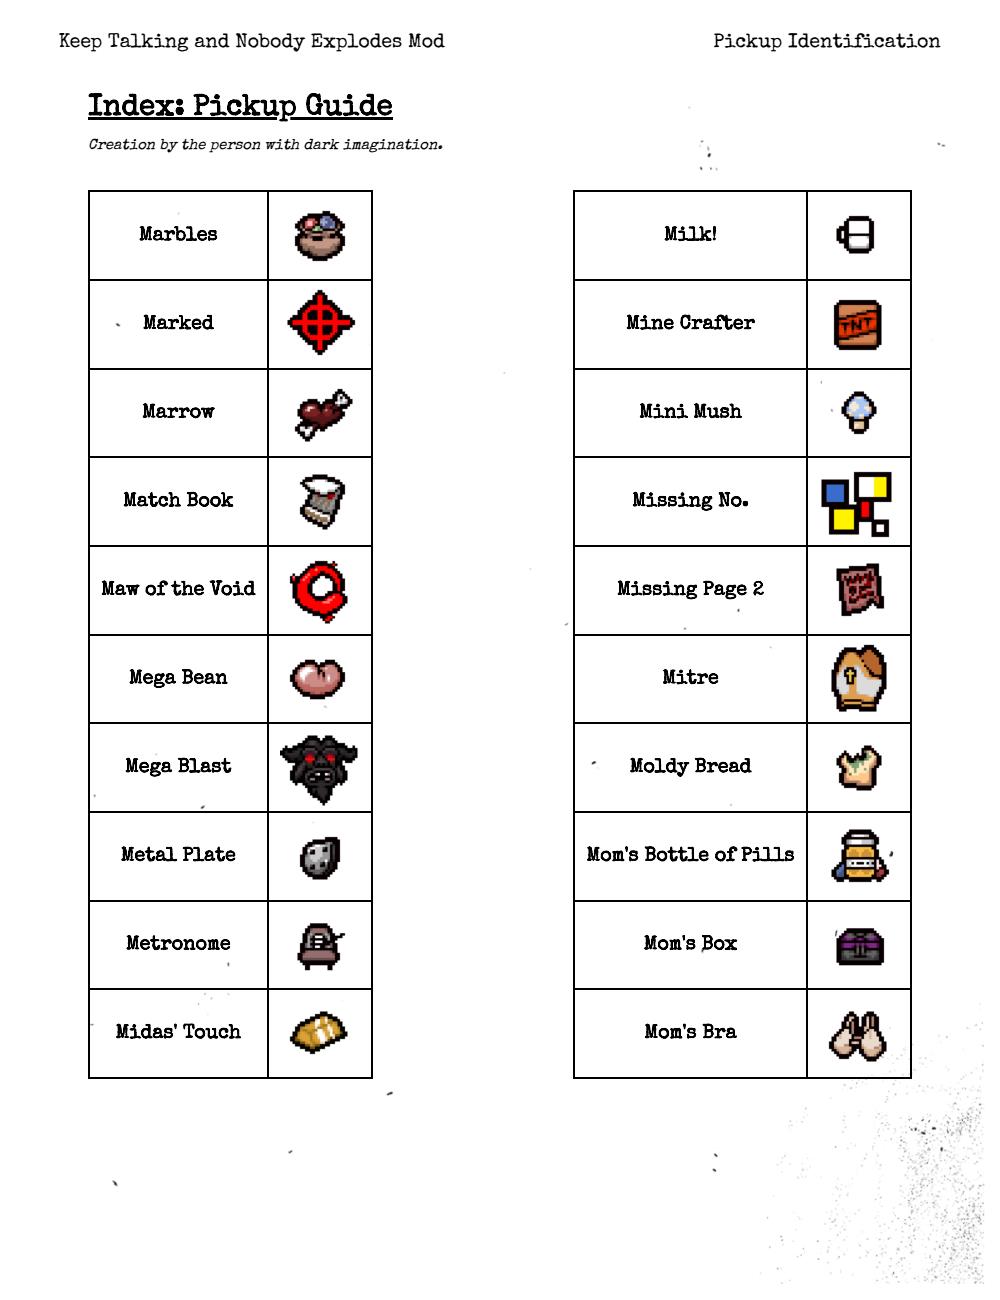 Keep Talking and Nobody Explodes Mod
Pickup Identification
Index: Pickup Guide
Creation by the person with dark imagination.
Marbles
Marked
Marrow
Match Book
Maw of the Void
Mega Bean
Mega Blast
Metal Plate
Metronome
Midas' Touch
Milk!
Mine Crafter
TNT
Mini Mush
Missing No.
Missing Page 2
Mitre
Moldy Bread
Mom's Bottle of Pills
Mom's Box
Mom's Bra